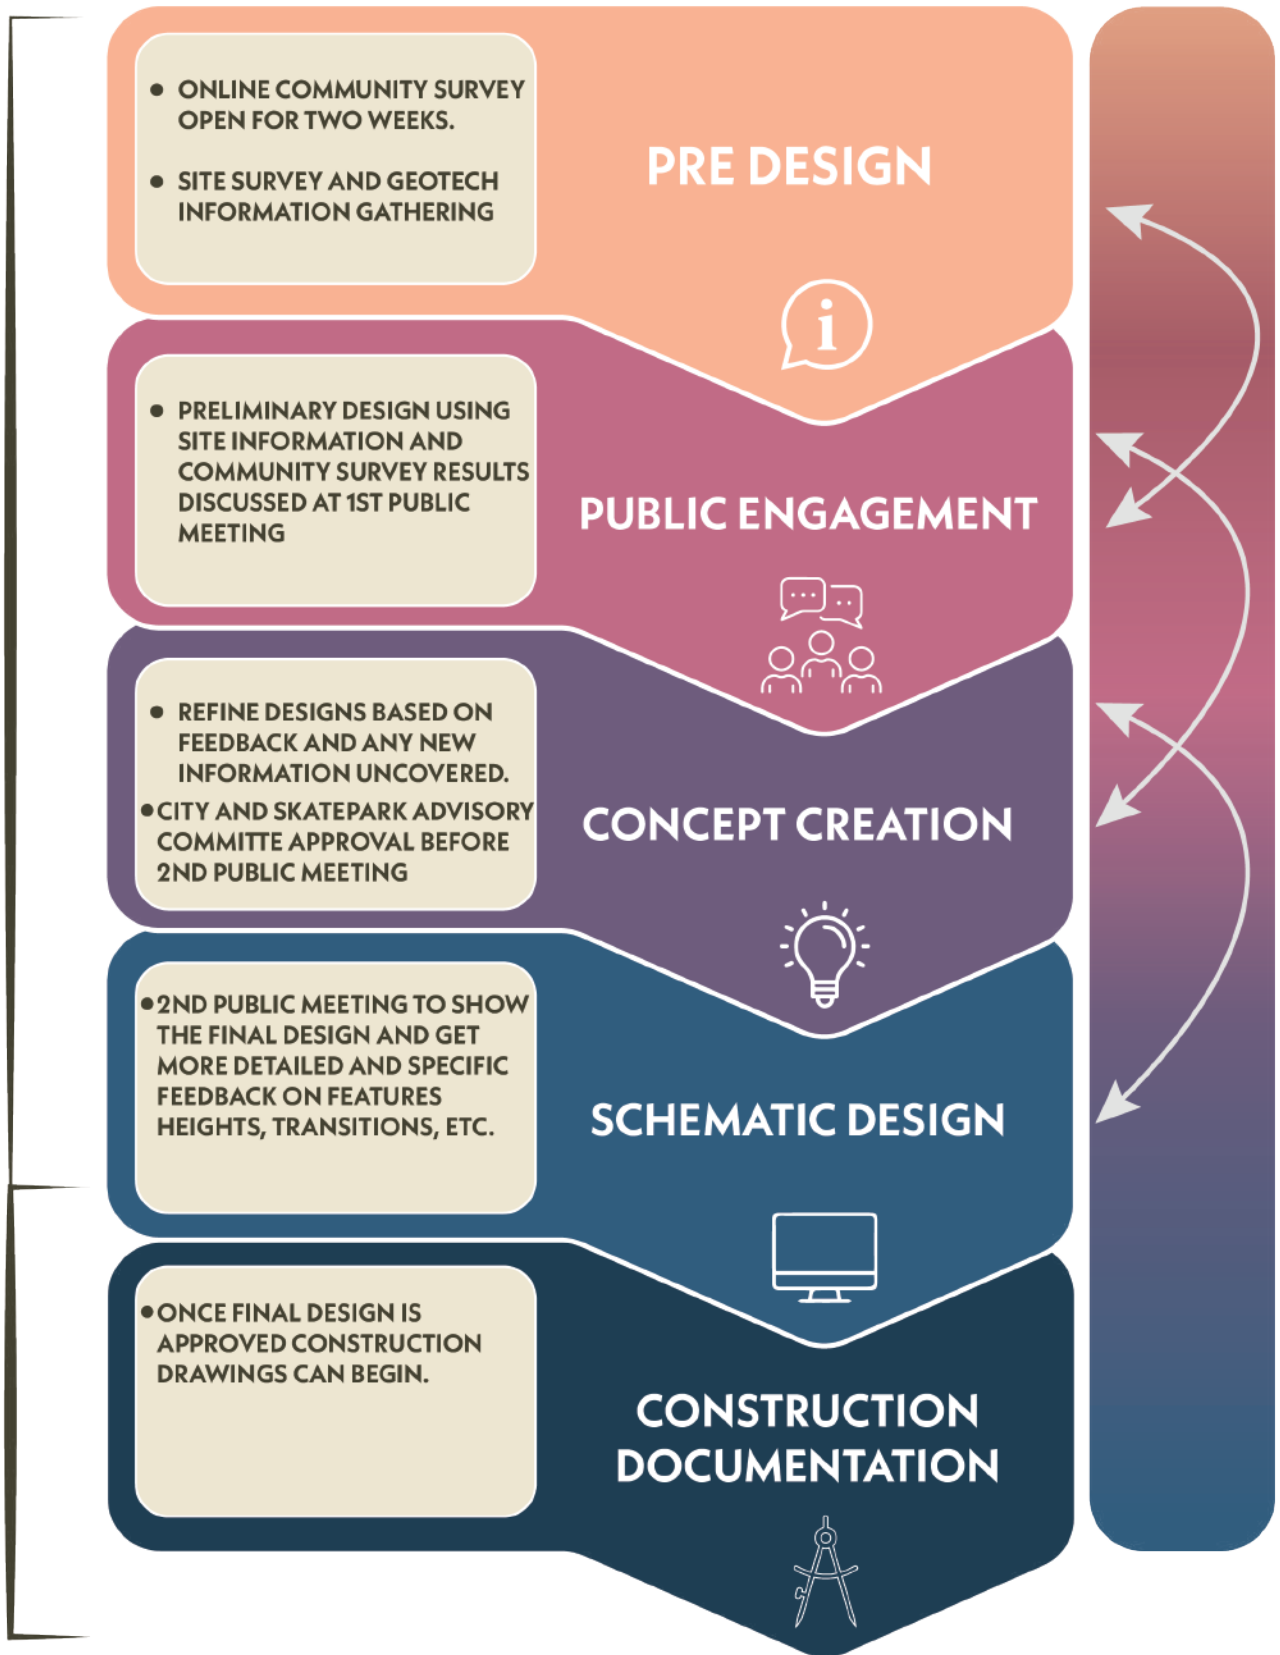 • ONLINE COMMUNITY SURVEY
OPEN FOR TWO WEEKS.
• SITE SURVEY AND GEOTECH
INFORMATION GATHERING
PRE DESIGN
i
• PRELIMINARY DESIGN USING
SITE INFORMATION AND
COMMUNITY SURVEY RESULTS
DISCUSSED AT 1ST PUBLIC
MEETING
PUBLIC ENGAGEMENT
• REFINE DESIGNS BASED ON
FEEDBACK AND ANY NEW
INFORMATION UNCOVERED.
• CITY AND SKATEPARK ADVISORY
COMMITTE APPROVAL BEFORE
2ND PUBLIC MEETING
CONCEPT CREATION
• 2ND PUBLIC MEETING TO SHOW
THE FINAL DESIGN AND GET
MORE DETAILED AND SPECIFIC
FEEDBACK ON FEATURES
HEIGHTS, TRANSITIONS, ETC.
SCHEMATIC DESIGN
• ONCE FINAL DESIGN IS
APPROVED CONSTRUCTION
DRAWINGS CAN BEGIN.
CONSTRUCTION
DOCUMENTATION